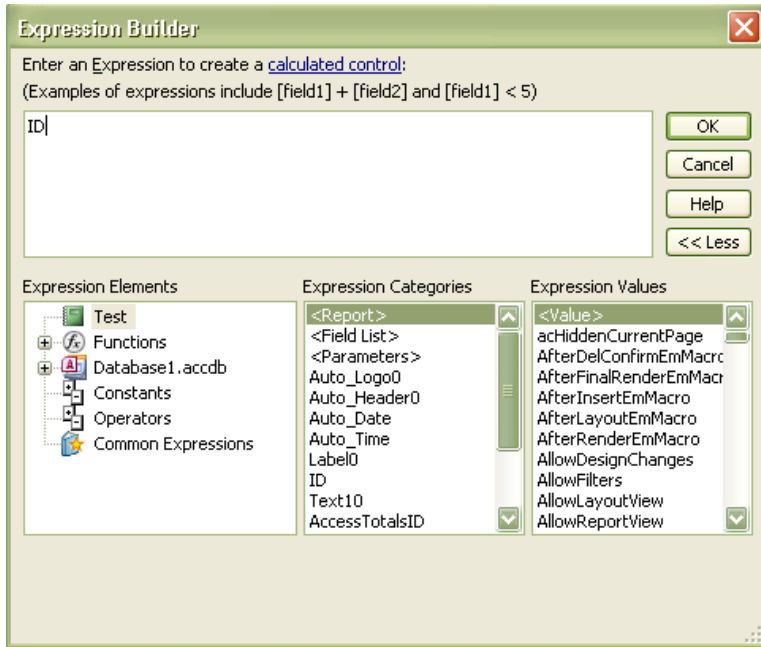 Expression Builder
Enter an Expression to create a calculated control:
(Examples of expressions include [field1] + [field2] and [field1] < 5)
ID
OK
Cancel
Help
<< Less
Expression Elements
Test
Functions
Database1.accdb
Constants
Operators
Common Expressions
Expression Categories
<Report>
<Field List>
<Parameters>
Auto_Logo0
Auto_Header0
Auto_Date
Auto_Time
Label0
ID
Text10
AccessTotalsID
Expression Values
<Value>
acHiddenCurrentPage
AfterDelConfirmEmMacro
AfterFinalRenderEmMacr
AfterInsertEmMacro
AfterLayoutEmMacro
AfterRenderEmMacro
AllowDesignChanges
AllowFilters
AllowLayoutView
AllowReportView